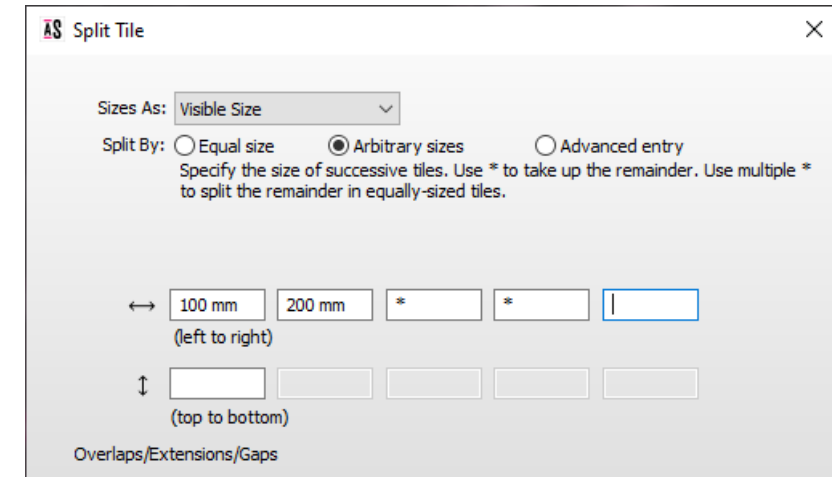 AS Split Tile
Sizes As: Visible Size
Split By: Equal size Arbitrary sizes Advanced entry
Specify the size of successive tiles. Use * to take up the remainder. Use multiple *
to split the remainder in equally-sized tiles.
100 mm 200 mm * *
(left to right)
(top to bottom)
Overlaps/Extensions/Gaps